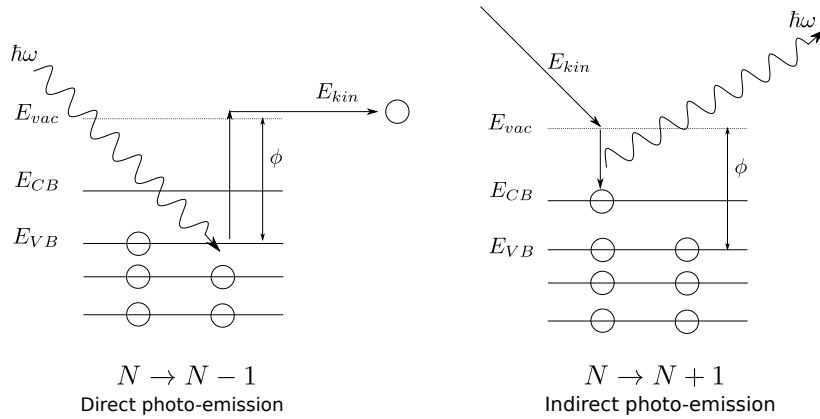 ħω
E_kin
E_vac
ϕ
E_CB
E_VB
N → N − 1
Direct photo-emission
ħω
E_kin
E_vac
ϕ
E_CB
E_VB
N → N + 1
Indirect photo-emission